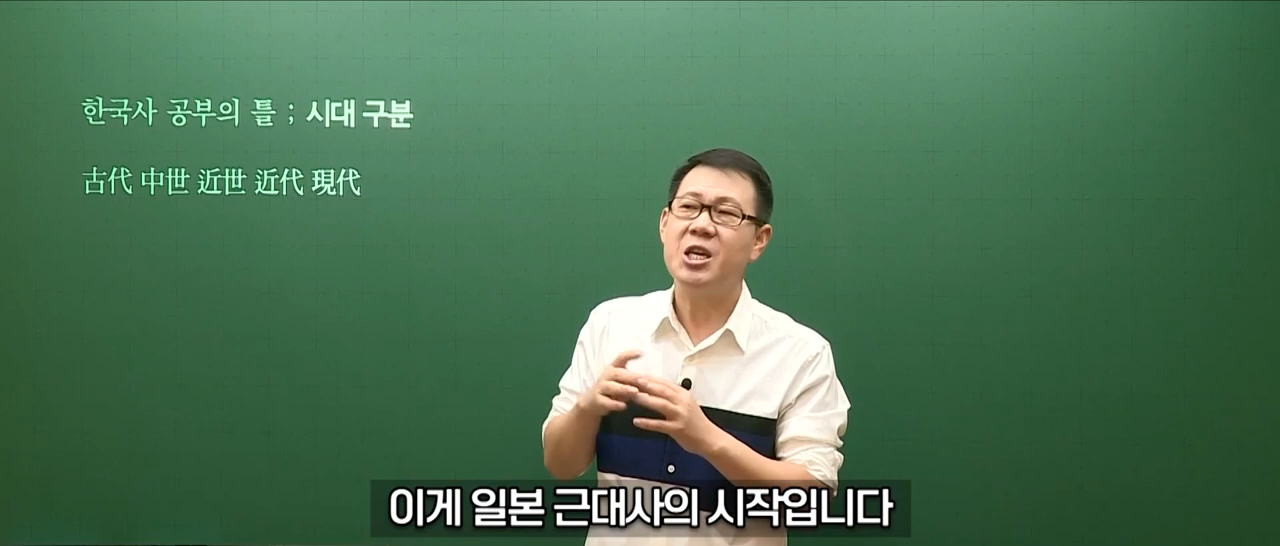 한국사 공부의 틀 ; 시대 구분
古代 中世 近世 近代 現代
이게 일본 근대사의 시작입니다